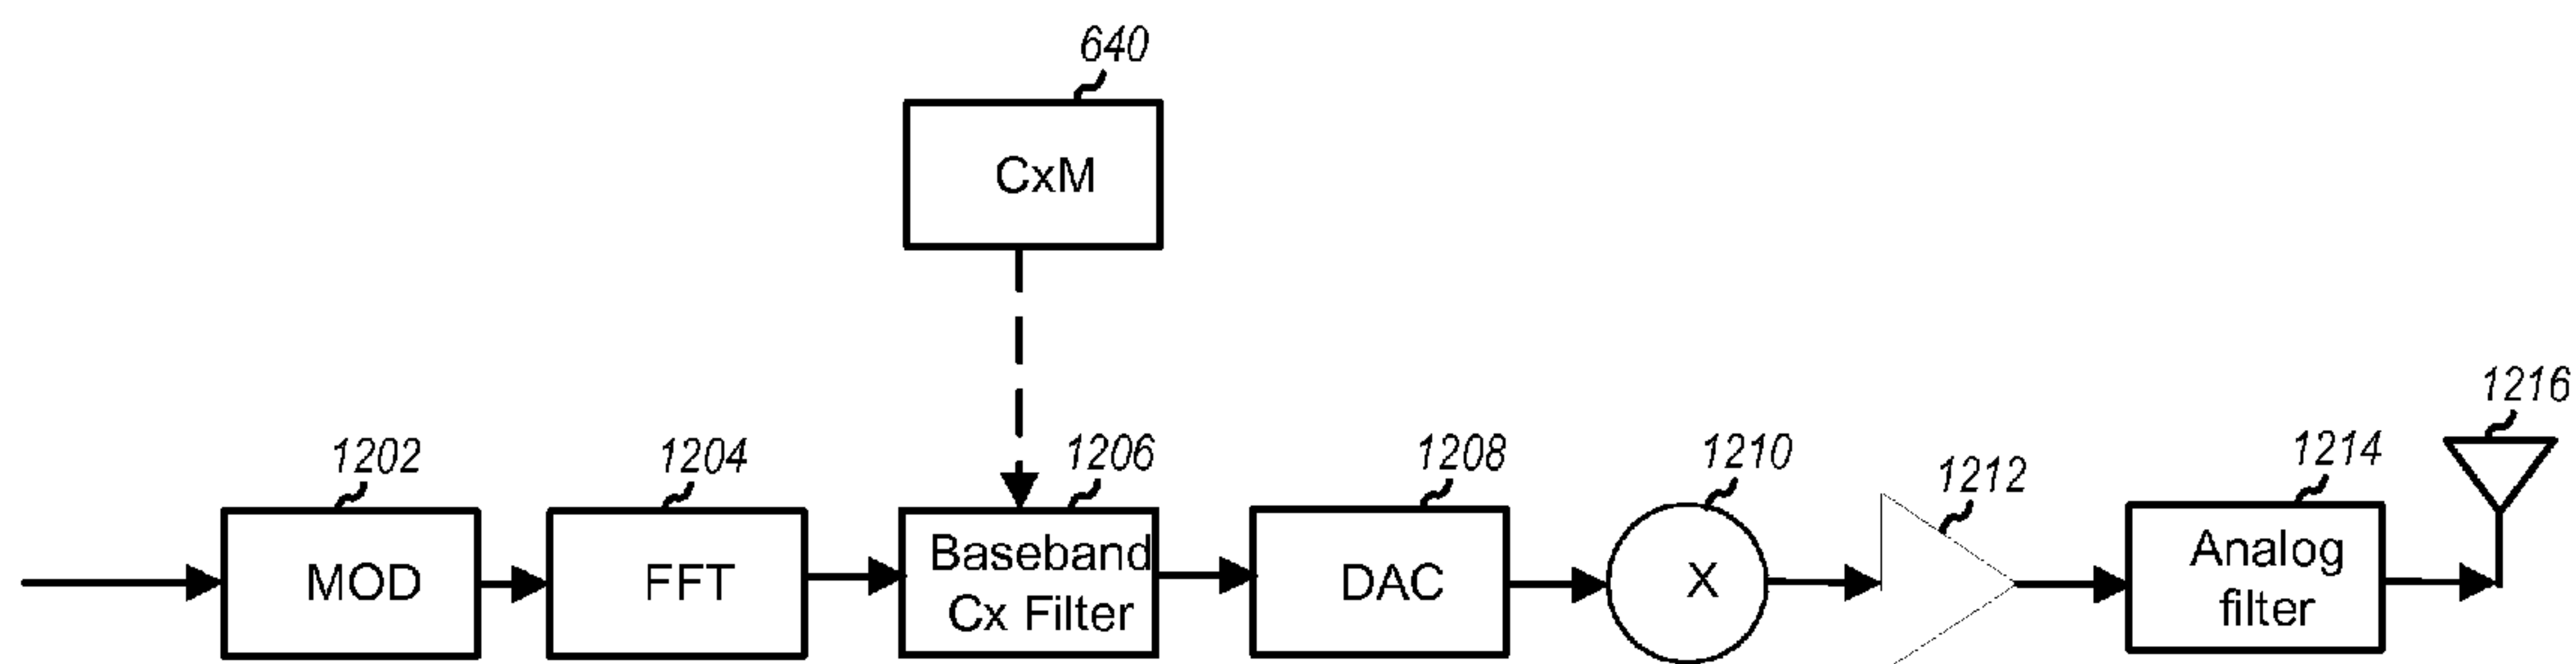 640
CxM
1202
1204
1206
1208
1210
1212
1214
1216
MOD
FFT
Baseband
Cx Filter
DAC
X
Analog
filter